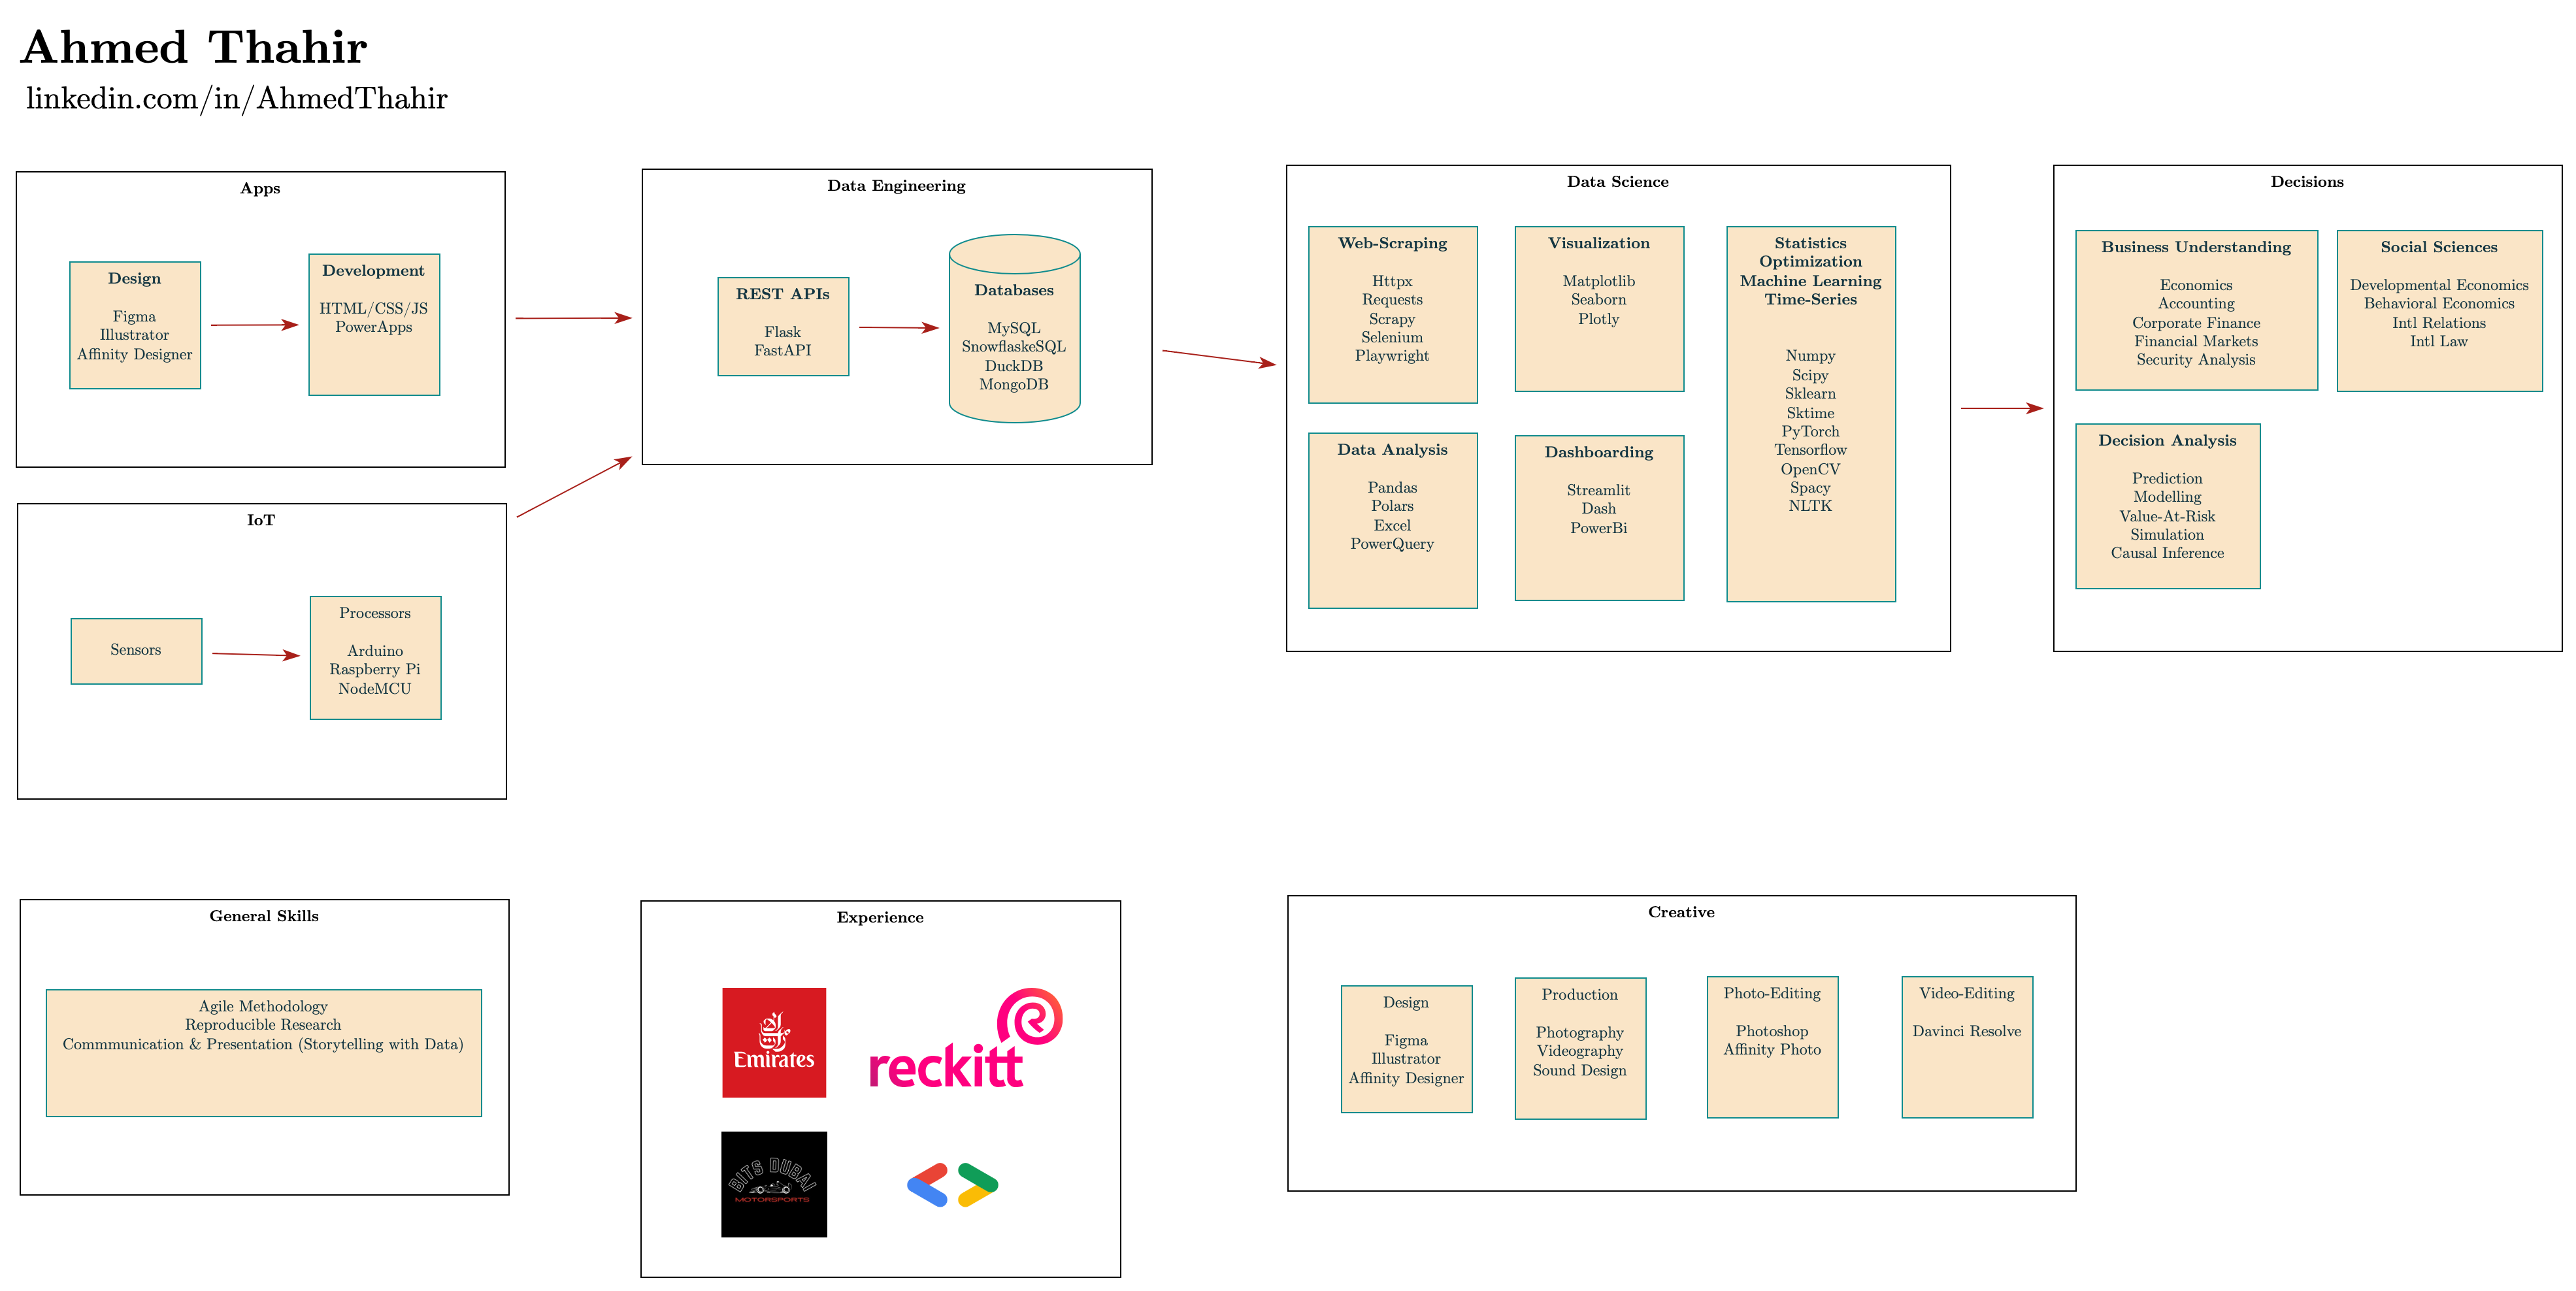 Ahmed Thahir
linkedin.com/in/AhmedThahir
Apps
Design
Figma
Illustrator
Affinity Designer
Development
HTML/CSS/JS
PowerApps
IoT
Sensors
Processors
Arduino
Raspberry Pi
NodeMCU
Data Engineering
REST APIs
Flask
FastAPI
Databases
MySQL
SnowflaskeSQL
DuckDB
MongoDB
Data Science
Web-Scraping
Httpx
Requests
Scrapy
Selenium
Playwright
Visualization
Matplotlib
Seaborn
Plotly
Statistics
Optimization
Machine Learning
Time-Series
Numpy
Scipy
Sklearn
Sktime
PyTorch
Tensorflow
OpenCV
Spacy
NLTK
Data Analysis
Pandas
Polars
Excel
PowerQuery
Dashboarding
Streamlit
Dash
PowerBi
Decisions
Business Understanding
Economics
Accounting
Corporate Finance
Financial Markets
Security Analysis
Social Sciences
Developmental Economics
Behavioral Economics
Intl Relations
Intl Law
Decision Analysis
Prediction
Modelling
Value-At-Risk
Simulation
Causal Inference
General Skills
Agile Methodology
Reproducible Research
Commmunication & Presentation (Storytelling with Data)
Experience
Emirates
reckitt
BITS DUBAI
MOTORSPORTS
Creative
Design
Figma
Illustrator
Affinity Designer
Production
Photography
Videography
Sound Design
Photo-Editing
Photoshop
Affinity Photo
Video-Editing
Davinci Resolve